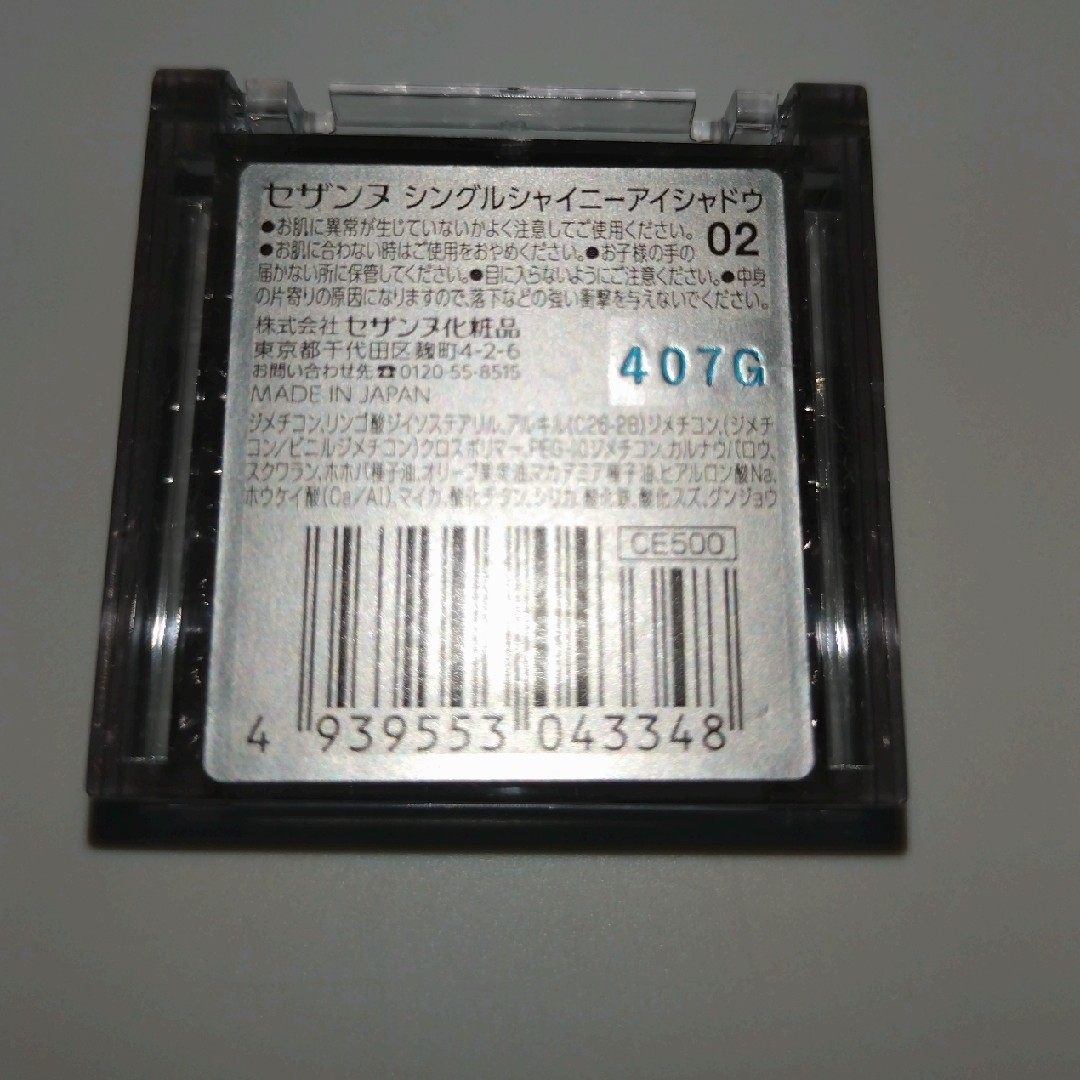 セザンヌ シングルシャイニーアイシャドウ
●お肌に異常が生じていないかよく注意してご使用ください。
02
●お肌に合わない時はご使用をおやめください。●お子様の手の
届かない所に保管してください。●目に入らないようにご注意ください。●中身
の片寄りの原因になりますので、落下などの強い衝撃を与えないでください。
株式会社 セザンヌ化粧品
東京都千代田区麹町4-2-6
お問い合わせ先☎0120-55-8515
MADE IN JAPAN
407G
ジメチコン、リンゴ酸ジイソステアリル、アルキル(C26-28)ジメチコン、(ジメチ
コン/ビニルジメチコン)クロスポリマー、PEG-10ジメチコン、カルナウバロウ、
スクワラン、ホホバ種子油、オリーブ果実油、マカデミア種子油、ヒアルロン酸Na、
ホウケイ酸(Ca/Al)、マイカ、酸化チタン、シリカ、酸化鉄、酸化スズ、グンジョウ
CE500
4 939553 043348